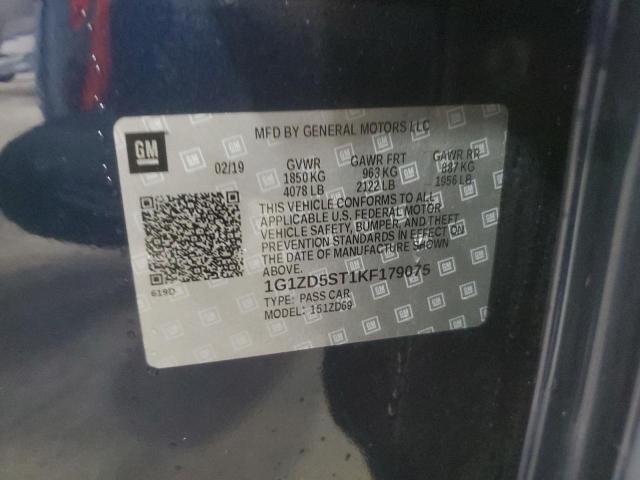 GM
MFD BY GENERAL MOTORS LLC
02/19 GVWR GAWR FRT GAWR RR
1850 KG 963 KG 887 KG
4078 LB 2122 LB 1956 LB
THIS VEHICLE CONFORMS TO ALL
APPLICABLE U.S. FEDERAL MOTOR
VEHICLE SAFETY, BUMPER, AND THEFT
PREVENTION STANDARDS IN EFFECT ON
THE DATE OF MANUFACTURE SHOWN
ABOVE.
619D
1G1ZD5ST1KF179075
TYPE: PASS CAR
MODEL: 151ZD69